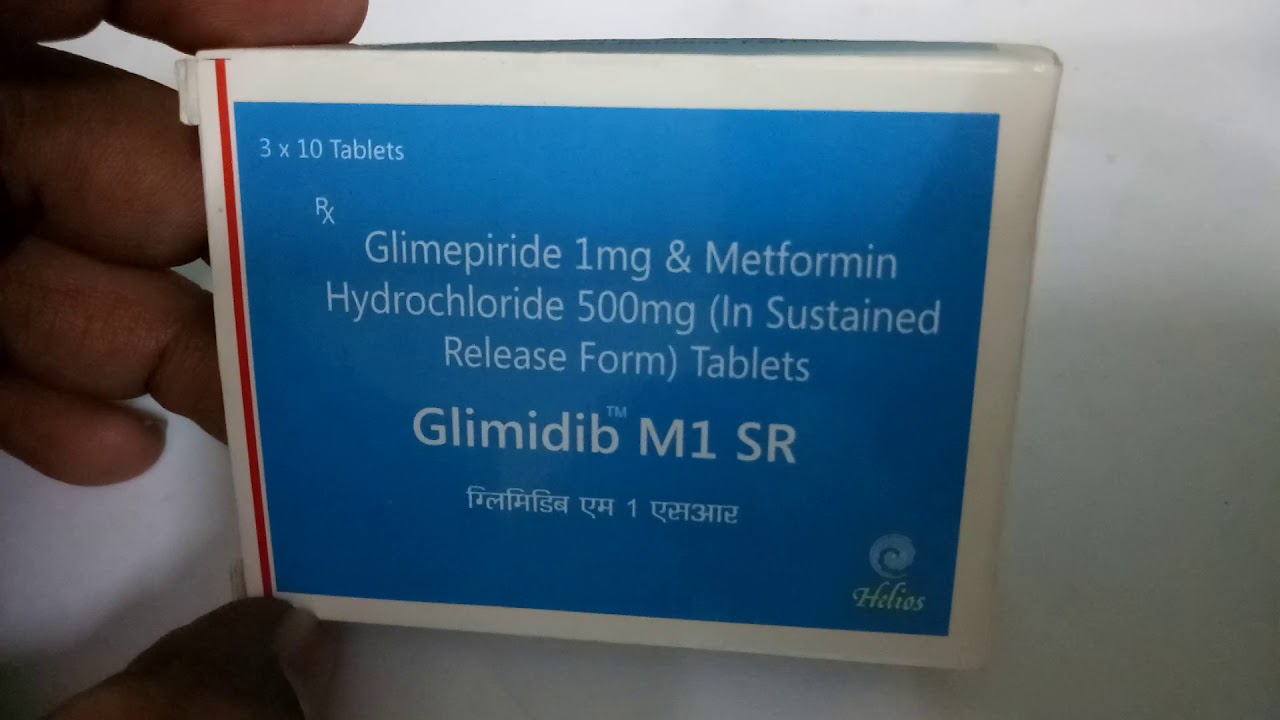 3 x 10 Tablets
Rx
Glimepiride 1mg & Metformin
Hydrochloride 500mg (In Sustained
Release Form) Tablets
Glimidib™ M1 SR
ग्लिमिडिब एम 1 एसआर
Helios